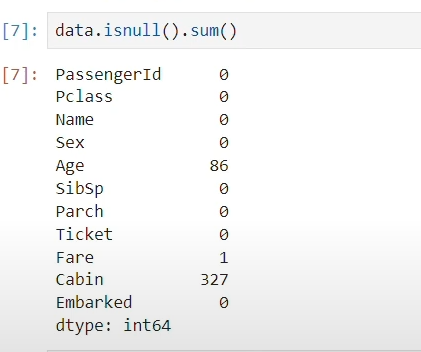 [7]: data.isnull().sum()
[7]: PassengerId 0
Pclass 0
Name 0
Sex 0
Age 86
SibSp 0
Parch 0
Ticket 0
Fare 1
Cabin 327
Embarked 0
dtype: int64